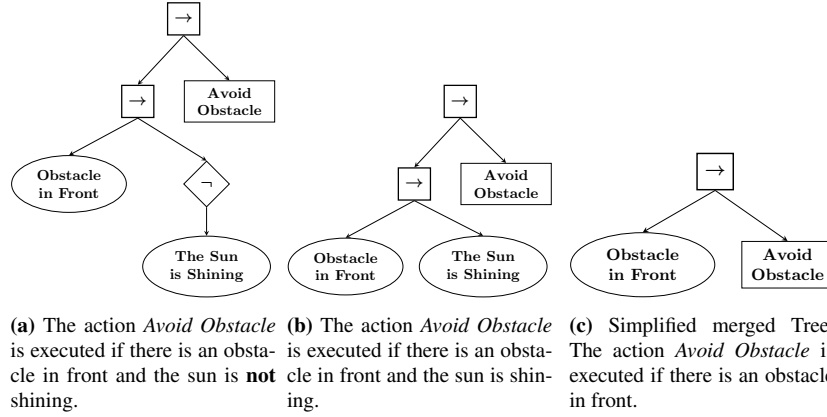 →
→
Avoid
Obstacle
Obstacle
in Front
¬
The Sun
is Shining
(a) The action Avoid Obstacle
is executed if there is an obsta-
cle in front and the sun is not
shining.
→
→
Avoid
Obstacle
Obstacle
in Front
The Sun
is Shining
(b) The action Avoid Obstacle
is executed if there is an obsta-
cle in front and the sun is shin-
ing.
→
Obstacle
in Front
Avoid
Obstacle
(c) Simplified merged Tree
The action Avoid Obstacle i
executed if there is an obstacle
in front.